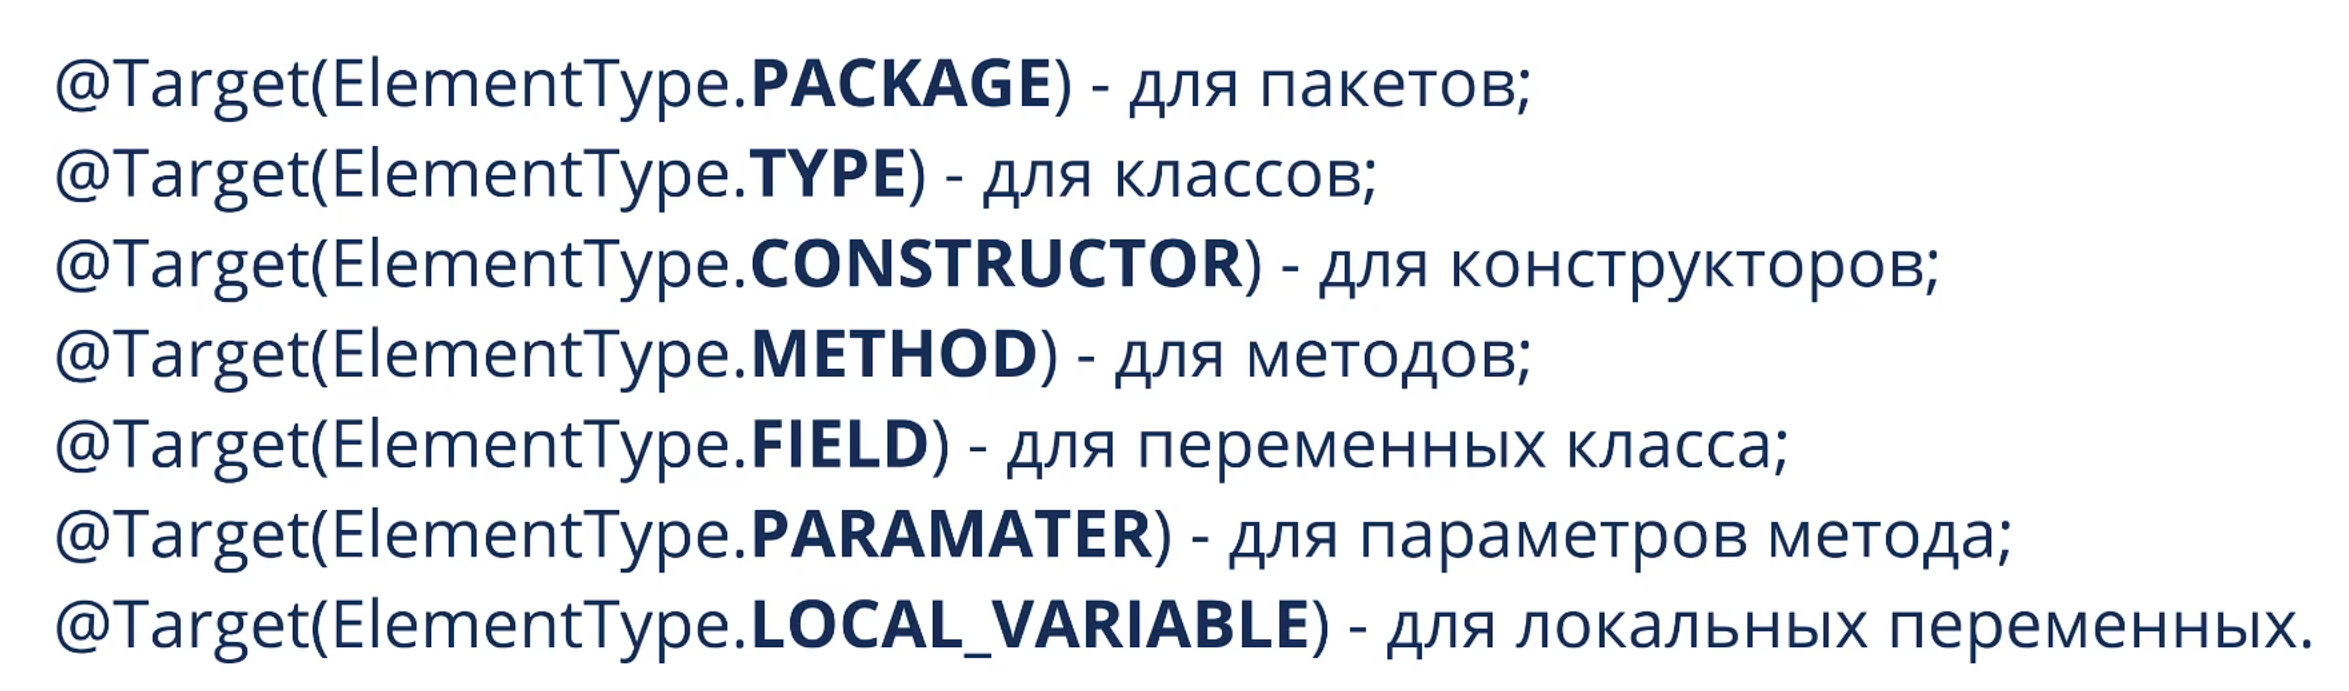 @Target(ElementType.PACKAGE) - для пакетов;
@Target(ElementType.TYPE) - для классов;
@Target(ElementType.CONSTRUCTOR) - для конструкторов;
@Target(ElementType.METHOD) - для методов;
@Target(ElementType.FIELD) - для переменных класса;
@Target(ElementType.PARAMATER) - для параметров метода;
@Target(ElementType.LOCAL_VARIABLE) - для локальных переменных.